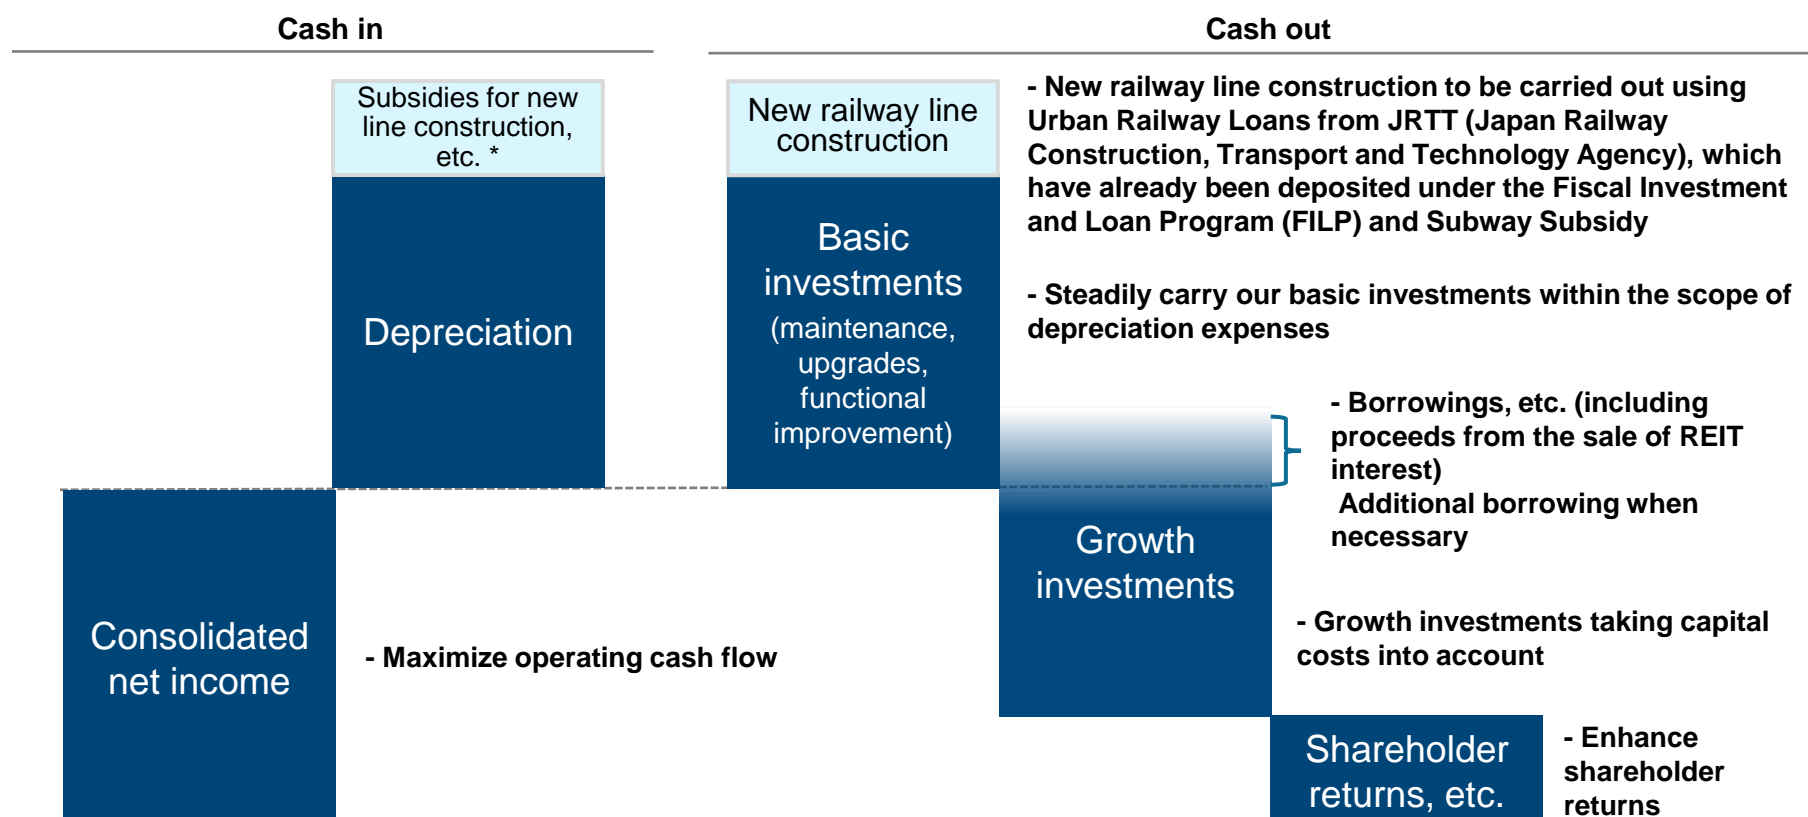 Cash in
Cash out
Subsidies for new
line construction,
etc. *
Depreciation
Consolidated
net income
- Maximize operating cash flow
New railway line
construction
Basic
investments
(maintenance,
upgrades,
functional
improvement)
- New railway line construction to be carried out using
Urban Railway Loans from JRTT (Japan Railway
Construction, Transport and Technology Agency), which
have already been deposited under the Fiscal Investment
and Loan Program (FILP) and Subway Subsidy
- Steadily carry our basic investments within the scope of
depreciation expenses
- Borrowings, etc. (including
proceeds from the sale of REIT
interest)
Additional borrowing when
necessary
Growth
investments
- Growth investments taking capital
costs into account
Shareholder
returns, etc.
- Enhance
shareholder
returns